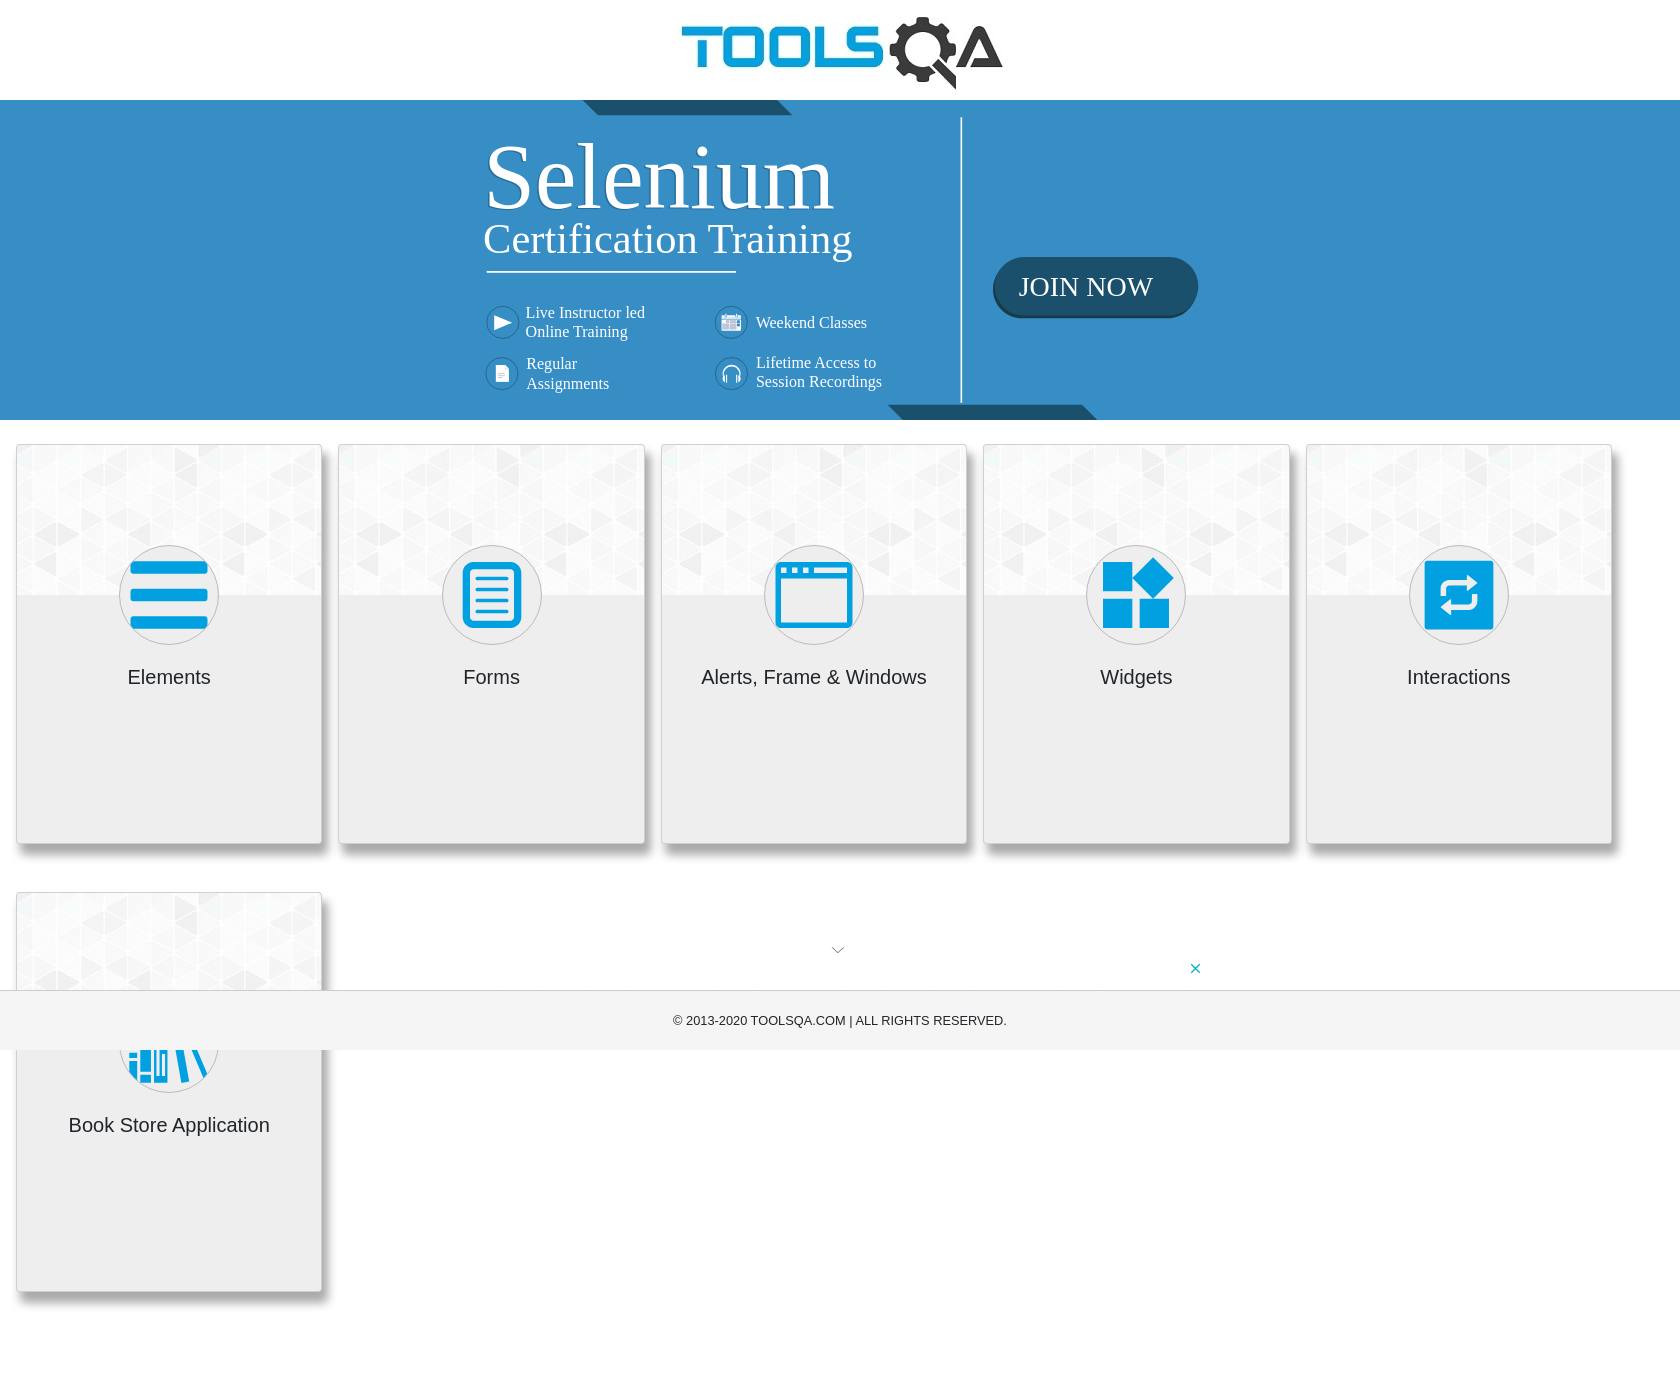 TOOLSQA
Selenium
Certification Training
Live Instructor led
Online Training
Weekend Classes
Regular
Assignments
Lifetime Access to
Session Recordings
JOIN NOW
Elements
Forms
Alerts, Frame & Windows
Widgets
Interactions
© 2013-2020 TOOLSQA.COM | ALL RIGHTS RESERVED.
Book Store Application